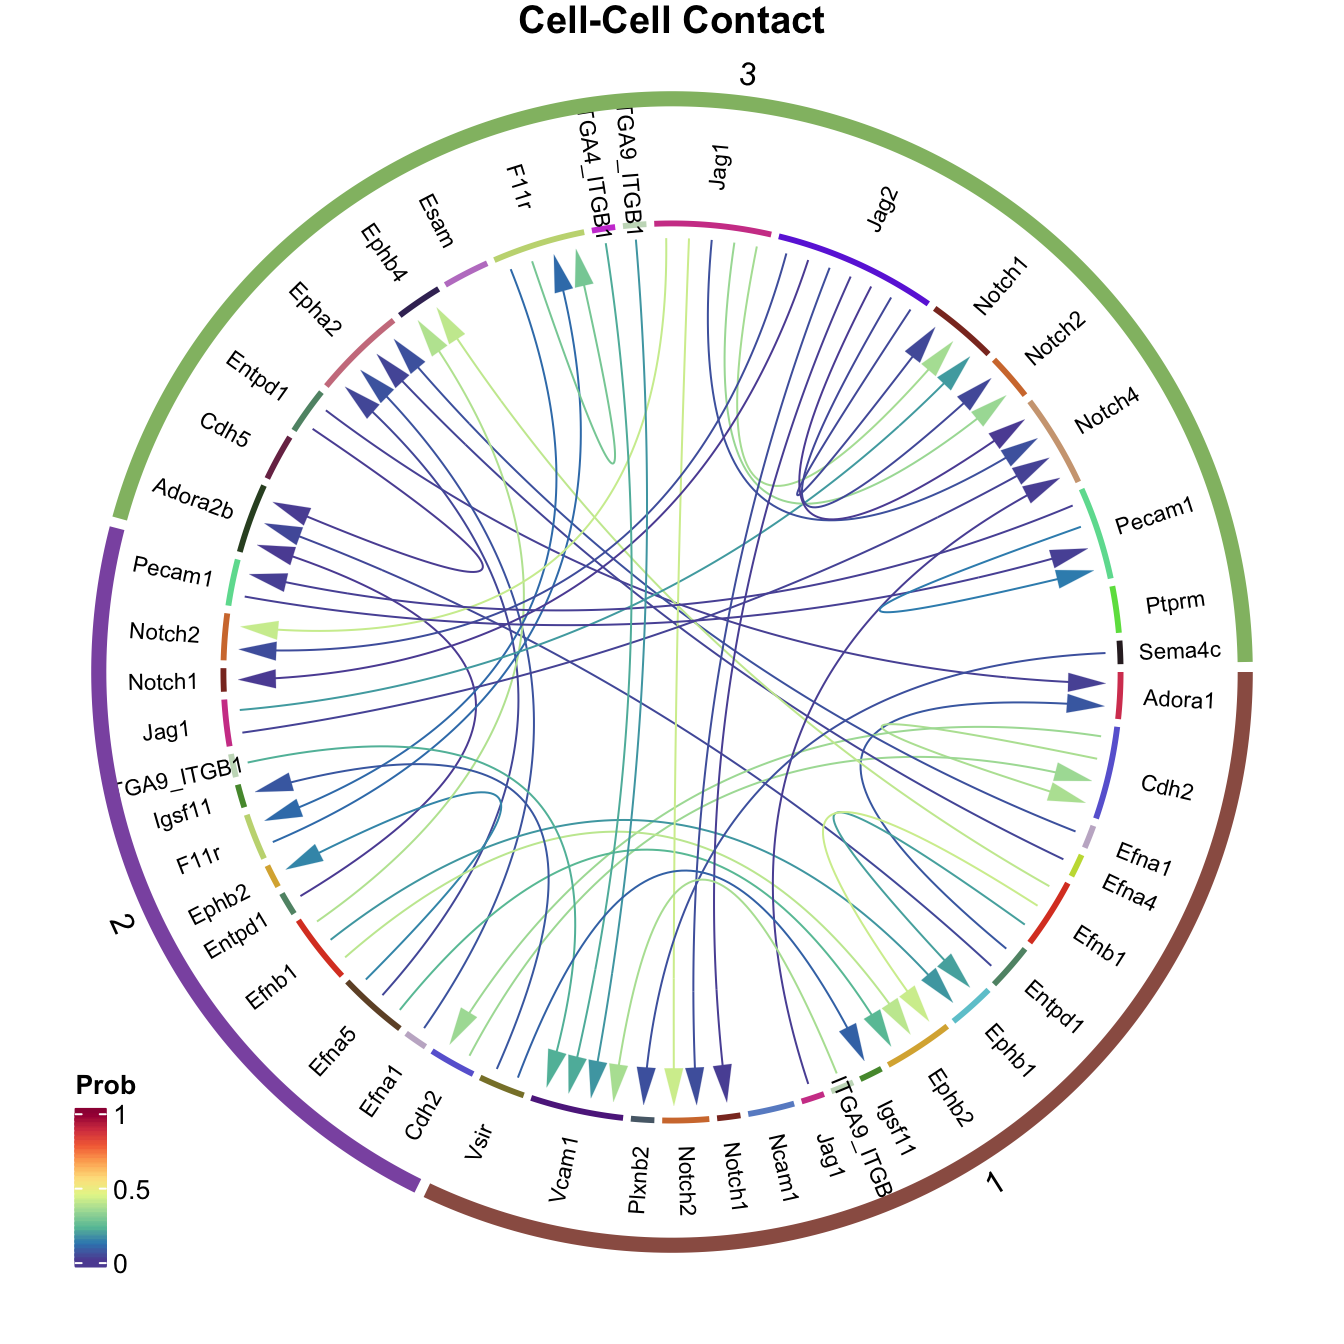 Cell-Cell Contact
3
Jag1
Jag2
Notch1
Notch2
Notch4
Pecam1
Ptprm
Sema4c
Adora1
Cdh2
Efna1
Efna4
Efnb1
Entpd1
Ephb1
Ephb2
Igsf11
ITGA9_ITGB
Jag1
Ncam1
Notch1
Notch2
Plxnb2
Vcam1
1
Vsir
Cdh2
Efna1
Efna5
Efnb1
Entpd1
Ephb2
F11r
Igsf11
TGA9_ITGB1
Jag1
Notch1
Notch2
Pecam1
2
Adora2b
Cdh5
Entpd1
Epha2
Ephb4
Esam
F11r
TGA4_ITGB1
TGA9_ITGB1
Prob
1
0.5
0